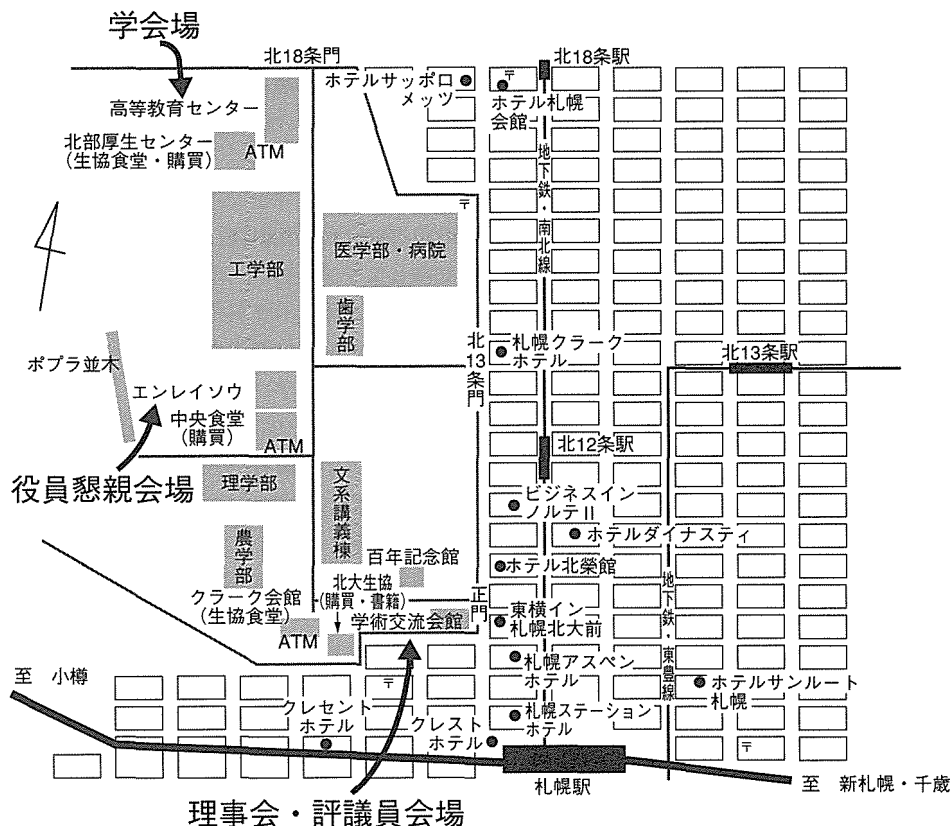 学会場
北18条門
北18条駅
ホテルサッポロ
メッツ
〒
ホテル札幌
会館
高等教育センター
北部厚生センター
(生協食堂・購買)
ATM
地下鉄・南北線
〒
工学部
医学部・病院
歯学部
北13条門
札幌クラーク
ホテル
北13条駅
ポプラ並木
エンレイソウ
中央食堂
(購買)
ATM
北12条駅
役員懇親会場
理学部
文系講義棟
ビジネスイン
ノルテⅡ
ホテルダイナスティ
農学部
百年記念館
ホテル北榮館
地下鉄・東豊線
クラーク会館
(生協食堂)
北大生協
(購買・書籍)
正門
学術交流会館
東横イン
札幌北大前
ATM
札幌アスペン
ホテル
至 小樽
〒
ホテルサンルート
札幌
クレセント
ホテル
札幌ステーション
ホテル
クレスト
ホテル
〒
札幌駅
至 新札幌・千歳
理事会・評議員会場